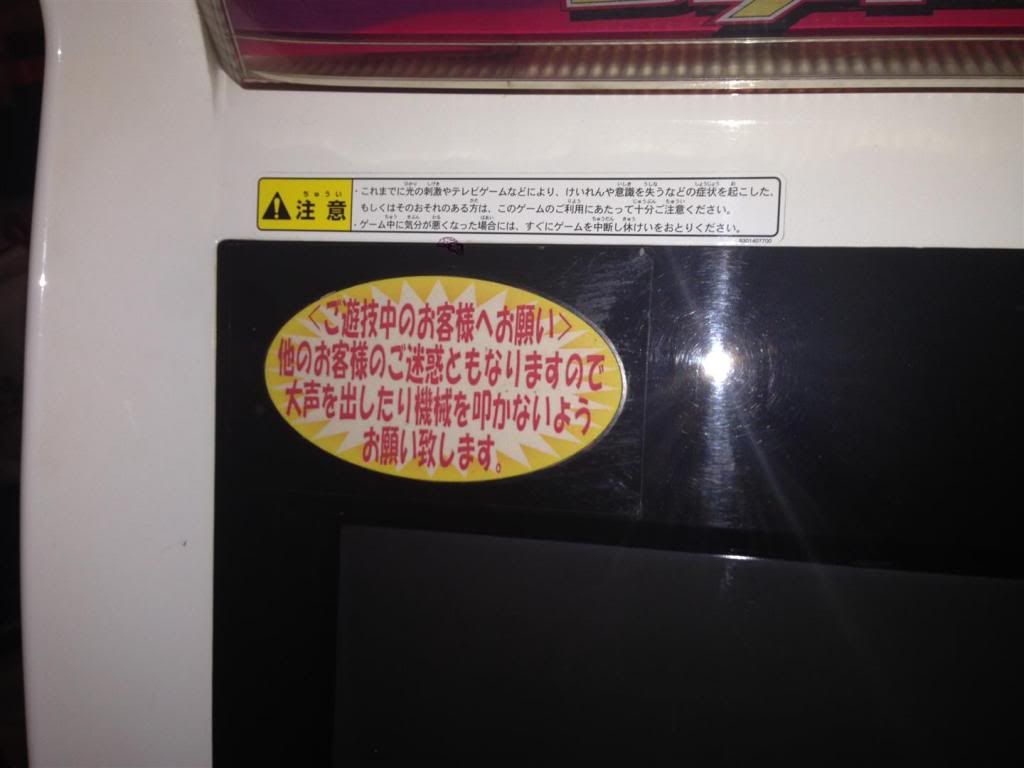 注意
・これまでに光の刺激やテレビゲームなどにより、けいれんや意識を失うなどの症状を起こした、
もしくはそのおそれのある方は、このゲームのご利用にあたって十分ご注意ください。
・ゲーム中に気分が悪くなった場合には、すぐにゲームを中断し休けいをおとりください。
〈ご遊技中のお客様へお願い〉
他のお客様のご迷惑ともなりますので
大声を出したり機械を叩かないよう
お願い致します。